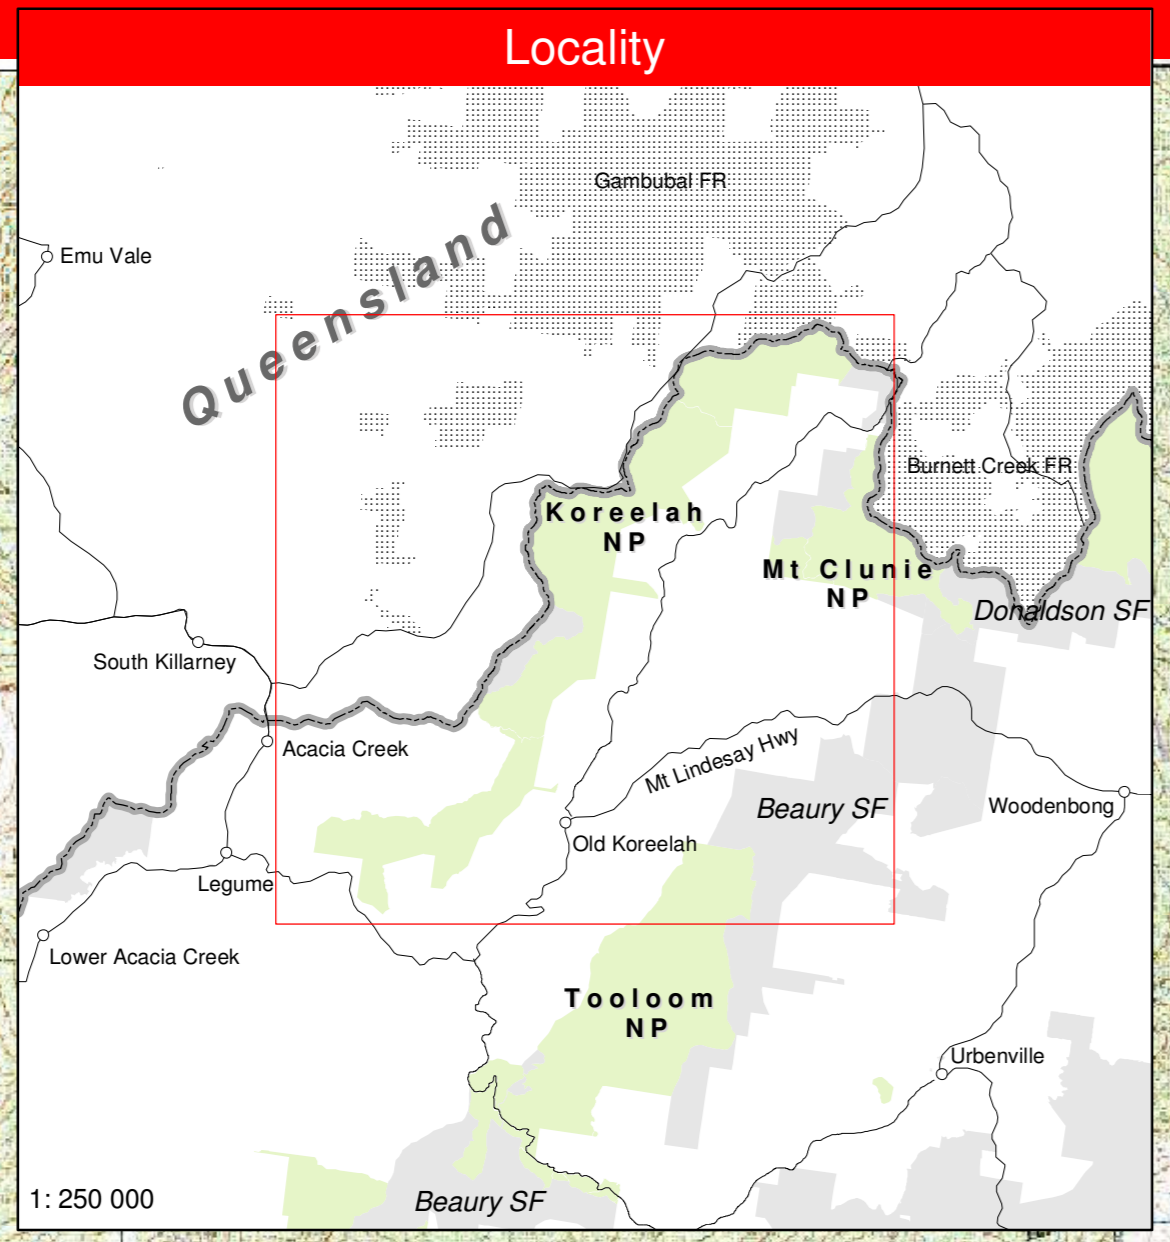 Locality
Gambubal FR
Queensland
Emu Vale
Burnett Creek FR
Koreelah
NP
Mt Clunie
NP
Donaldson SF
South Killarney
Acacia Creek
Mt Lindesay Hwy
Beaury SF
Woodenbong
Old Koreelah
Legume
Lower Acacia Creek
Tooloom
NP
Urbenville
1: 250 000
Beaury SF